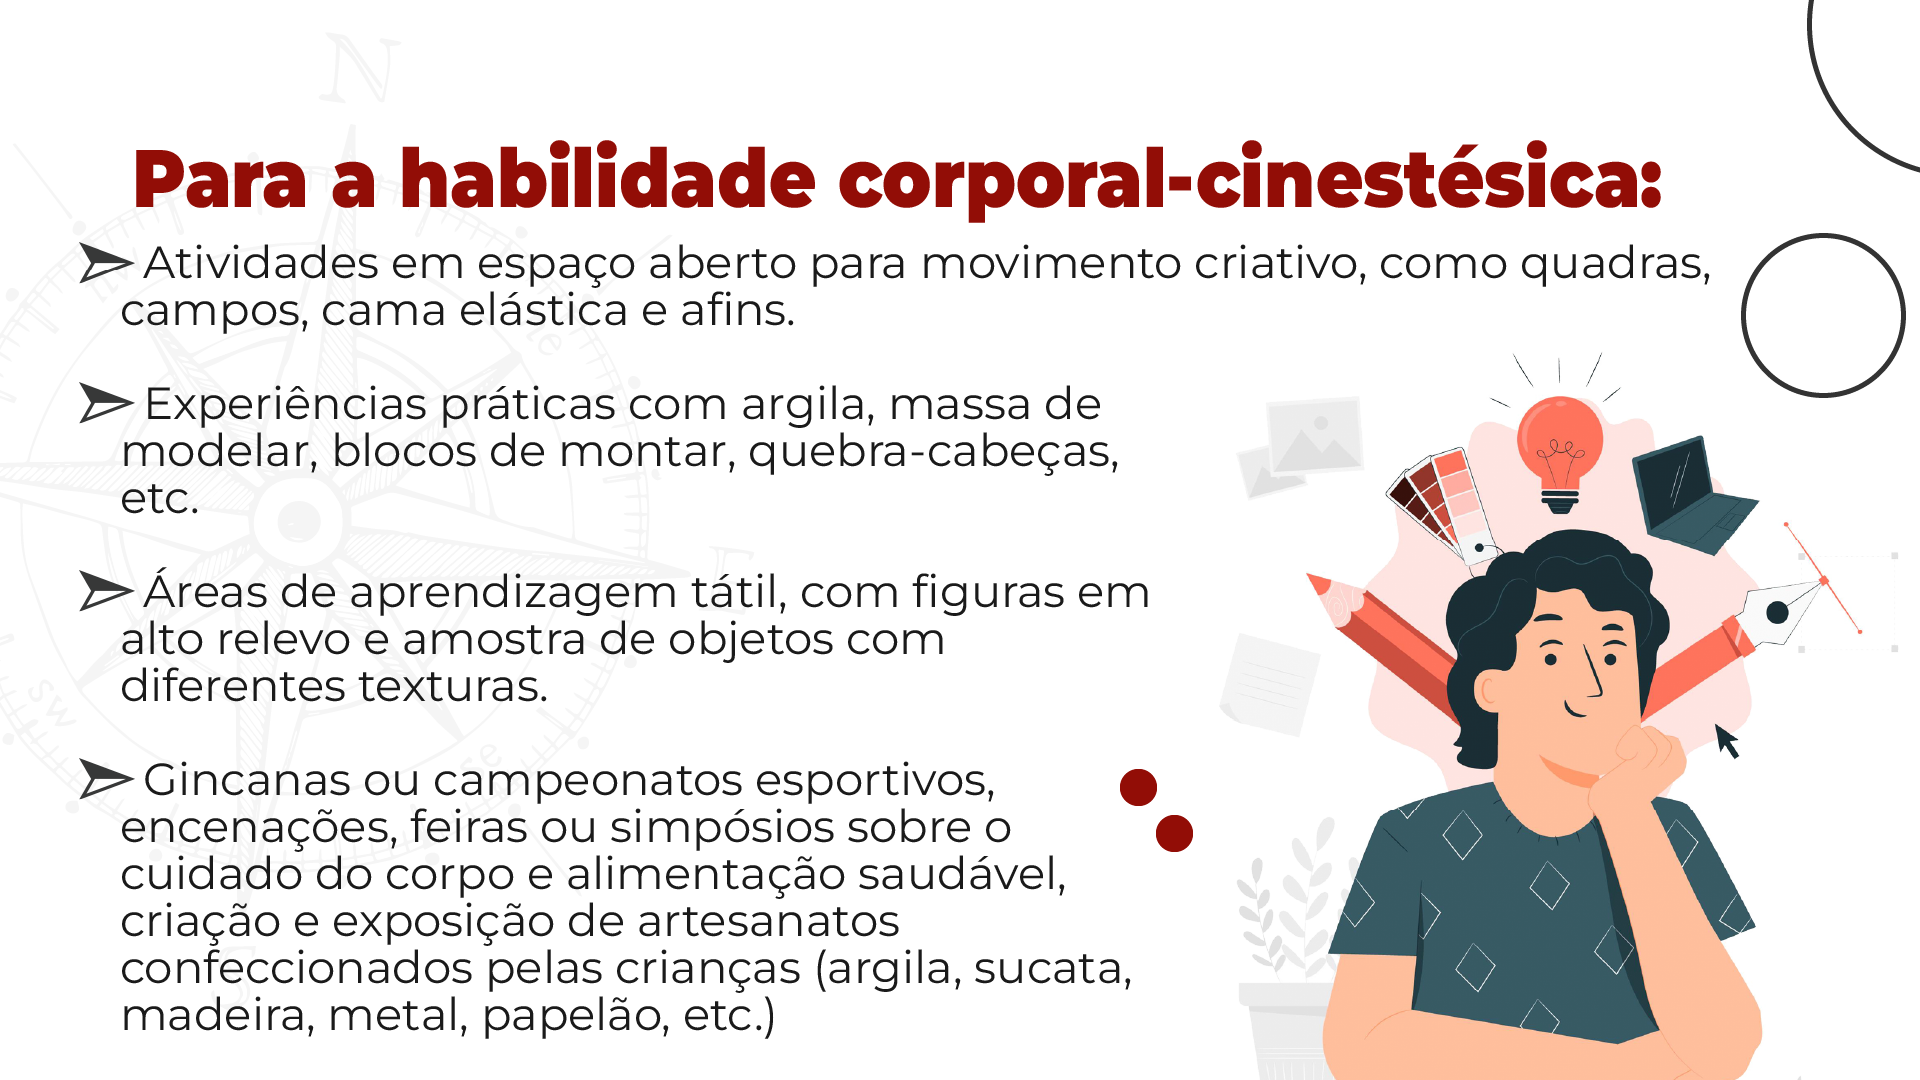 N
Para a habilidade corporal-cinestésica:
Atividades em espaço aberto para movimento criativo, como quadras,
campos, cama elástica e afins.
Experiências práticas com argila, massa de
modelar, blocos de montar, quebra-cabeças,
etc.
Áreas de aprendizagem tátil, com figuras em
alto relevo e amostra de objetos com
diferentes texturas.
sw
se
Gincanas ou campeonatos esportivos,
encenações, feiras ou simpósios sobre o
cuidado do corpo e alimentação saudável,
criação e exposição de artesanatos
confeccionados pelas crianças (argila, sucata,
madeira, metal, papelão, etc.)